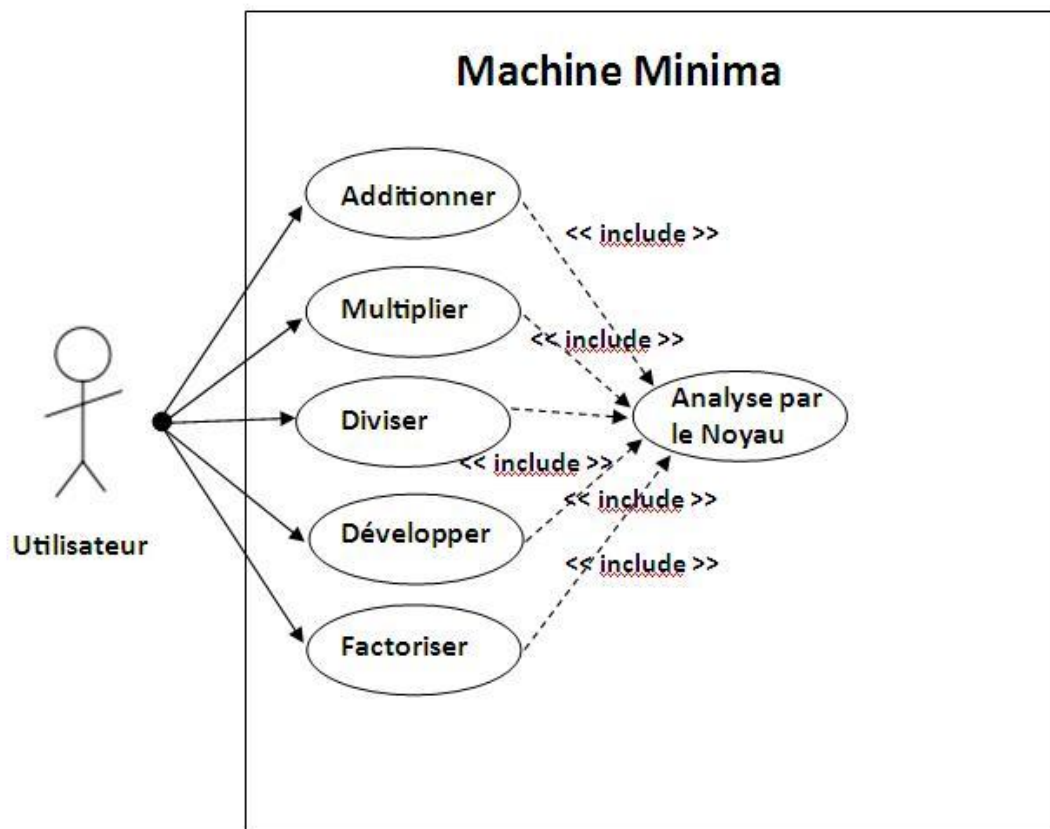 Machine Minima
Additionner
<< include >>
Multiplier
<< include >>
Analyse par
le Noyau
Diviser
<< include >>
<< include >>
Développer
Utilisateur
<< include >>
Factoriser